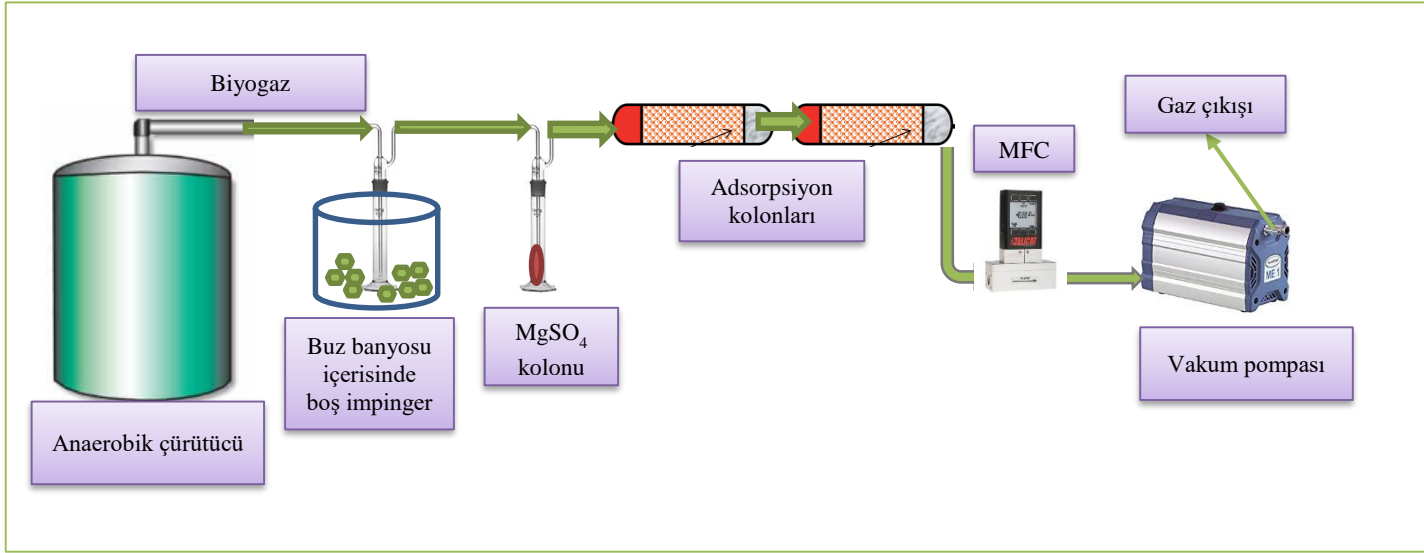 Biyogaz
Gaz çıkışı
MFC
Adsorpsiyon
kolonları
ME 1
MgSO₄
kolonu
Buz banyosu
içerisinde
boş impinger
Vakum pompası
Anaerobik çürütücü